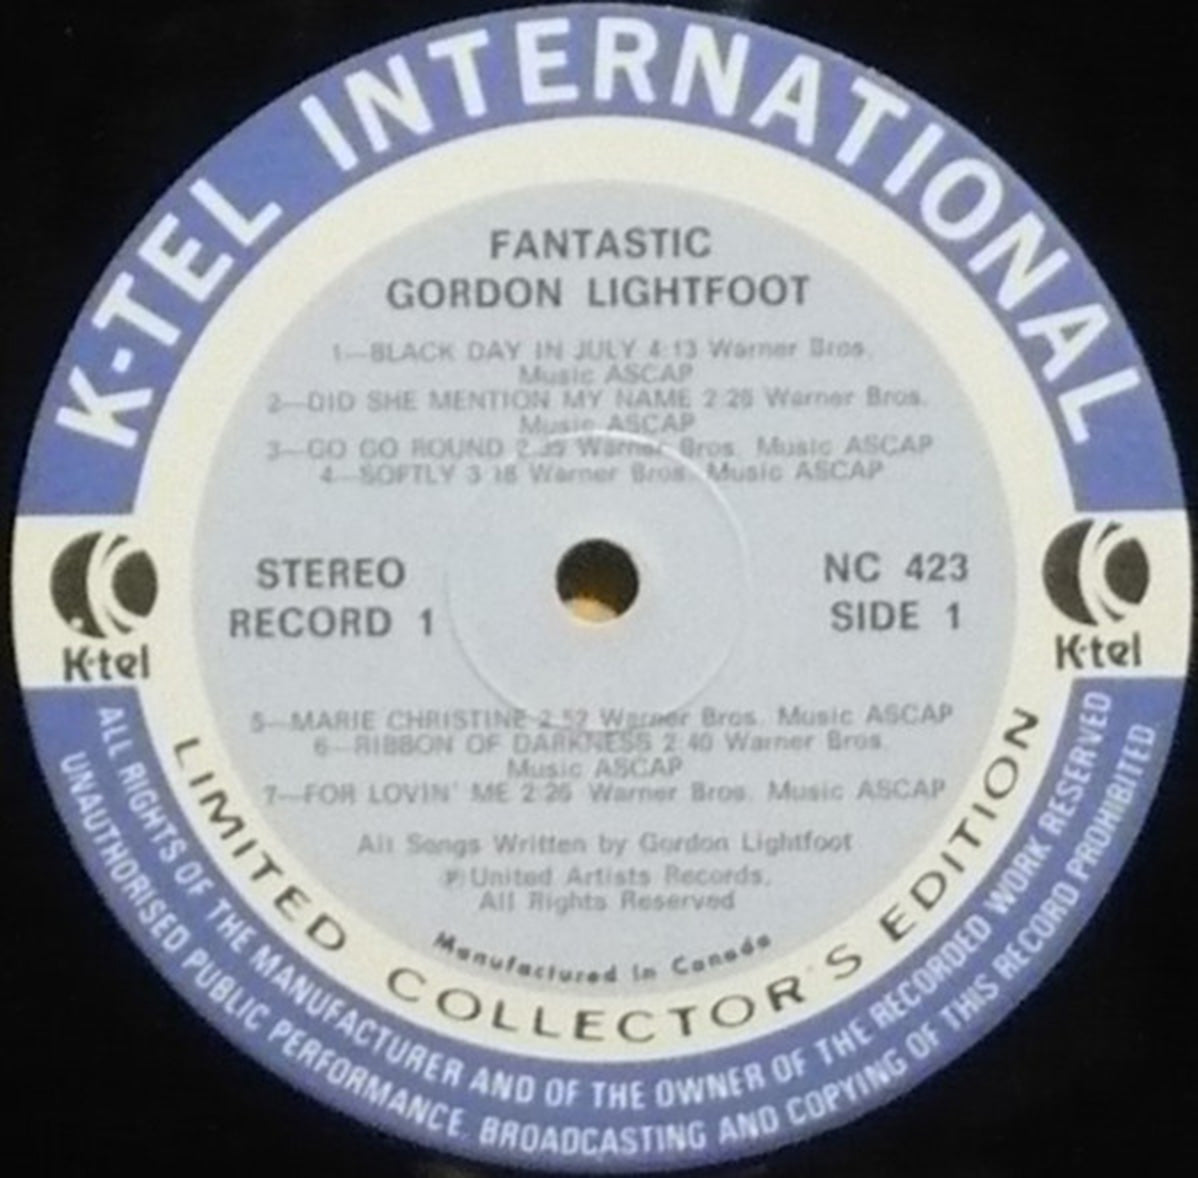 K-TEL INTERNATIONAL
FANTASTIC
GORDON LIGHTFOOT
1—BLACK DAY IN JULY 4:13 Warner Bros.
Music ASCAP
2—DID SHE MENTION MY NAME Warner Bros.
Music ASCAP
3—GO GO ROUND Warner Bros. Music ASCAP
4—SOFTLY 3:18 Warner Bros. Music ASCAP
STEREO
RECORD 1
NC 423
SIDE 1
K-tel
K-tel
5—MARIE CHRISTINE 2:52 Warner Bros. Music ASCAP
6—RIBBON OF DARKNESS 2:40 Warner Bros.
Music ASCAP
7—FOR LOVIN' ME 2:26 Warner Bros. Music ASCAP
All Songs Written by Gordon Lightfoot
℗ United Artists Records.
All Rights Reserved
Manufactured in Canada
LIMITED COLLECTOR'S EDITION
ALL RIGHTS OF THE MANUFACTURER AND OF THE OWNER OF THE RECORDED WORK RESERVED
UNAUTHORISED PUBLIC PERFORMANCE, BROADCASTING AND COPYING OF THIS RECORD PROHIBITED